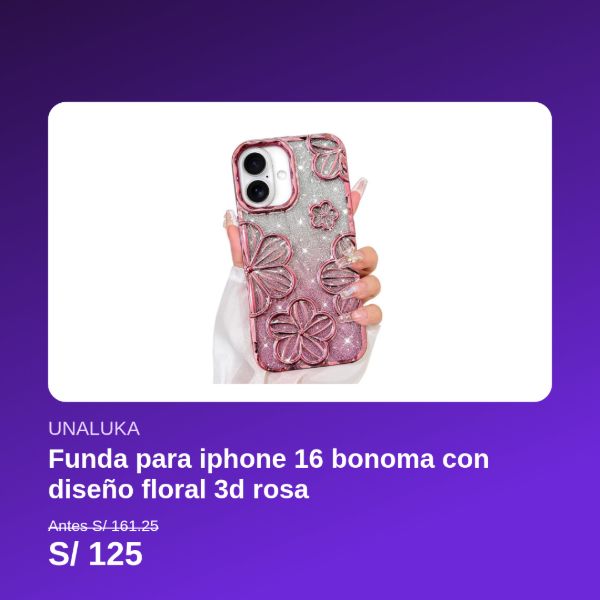 UNALUKA
Funda para iphone 16 bonoma con
diseño floral 3d rosa
Antes S/ 161.25
S/ 125